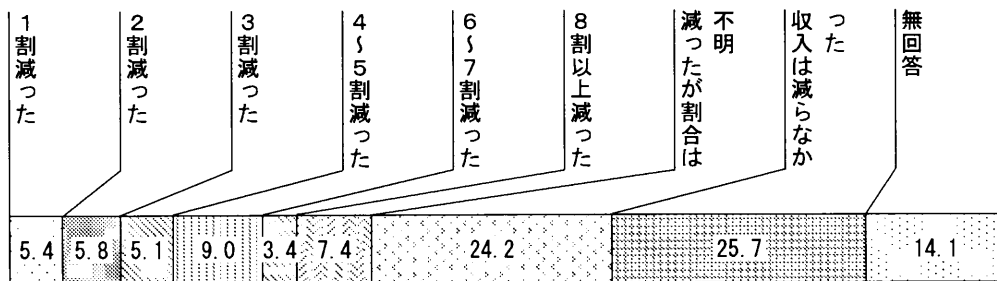 1割減った
2割減った
3割減った
4～5割減った
6～7割減った
8割以上減った
減ったが割合は
不明
収入は減らなか
った
無回答
5.4
5.8
5.1
9.0
3.4
7.4
24.2
25.7
14.1